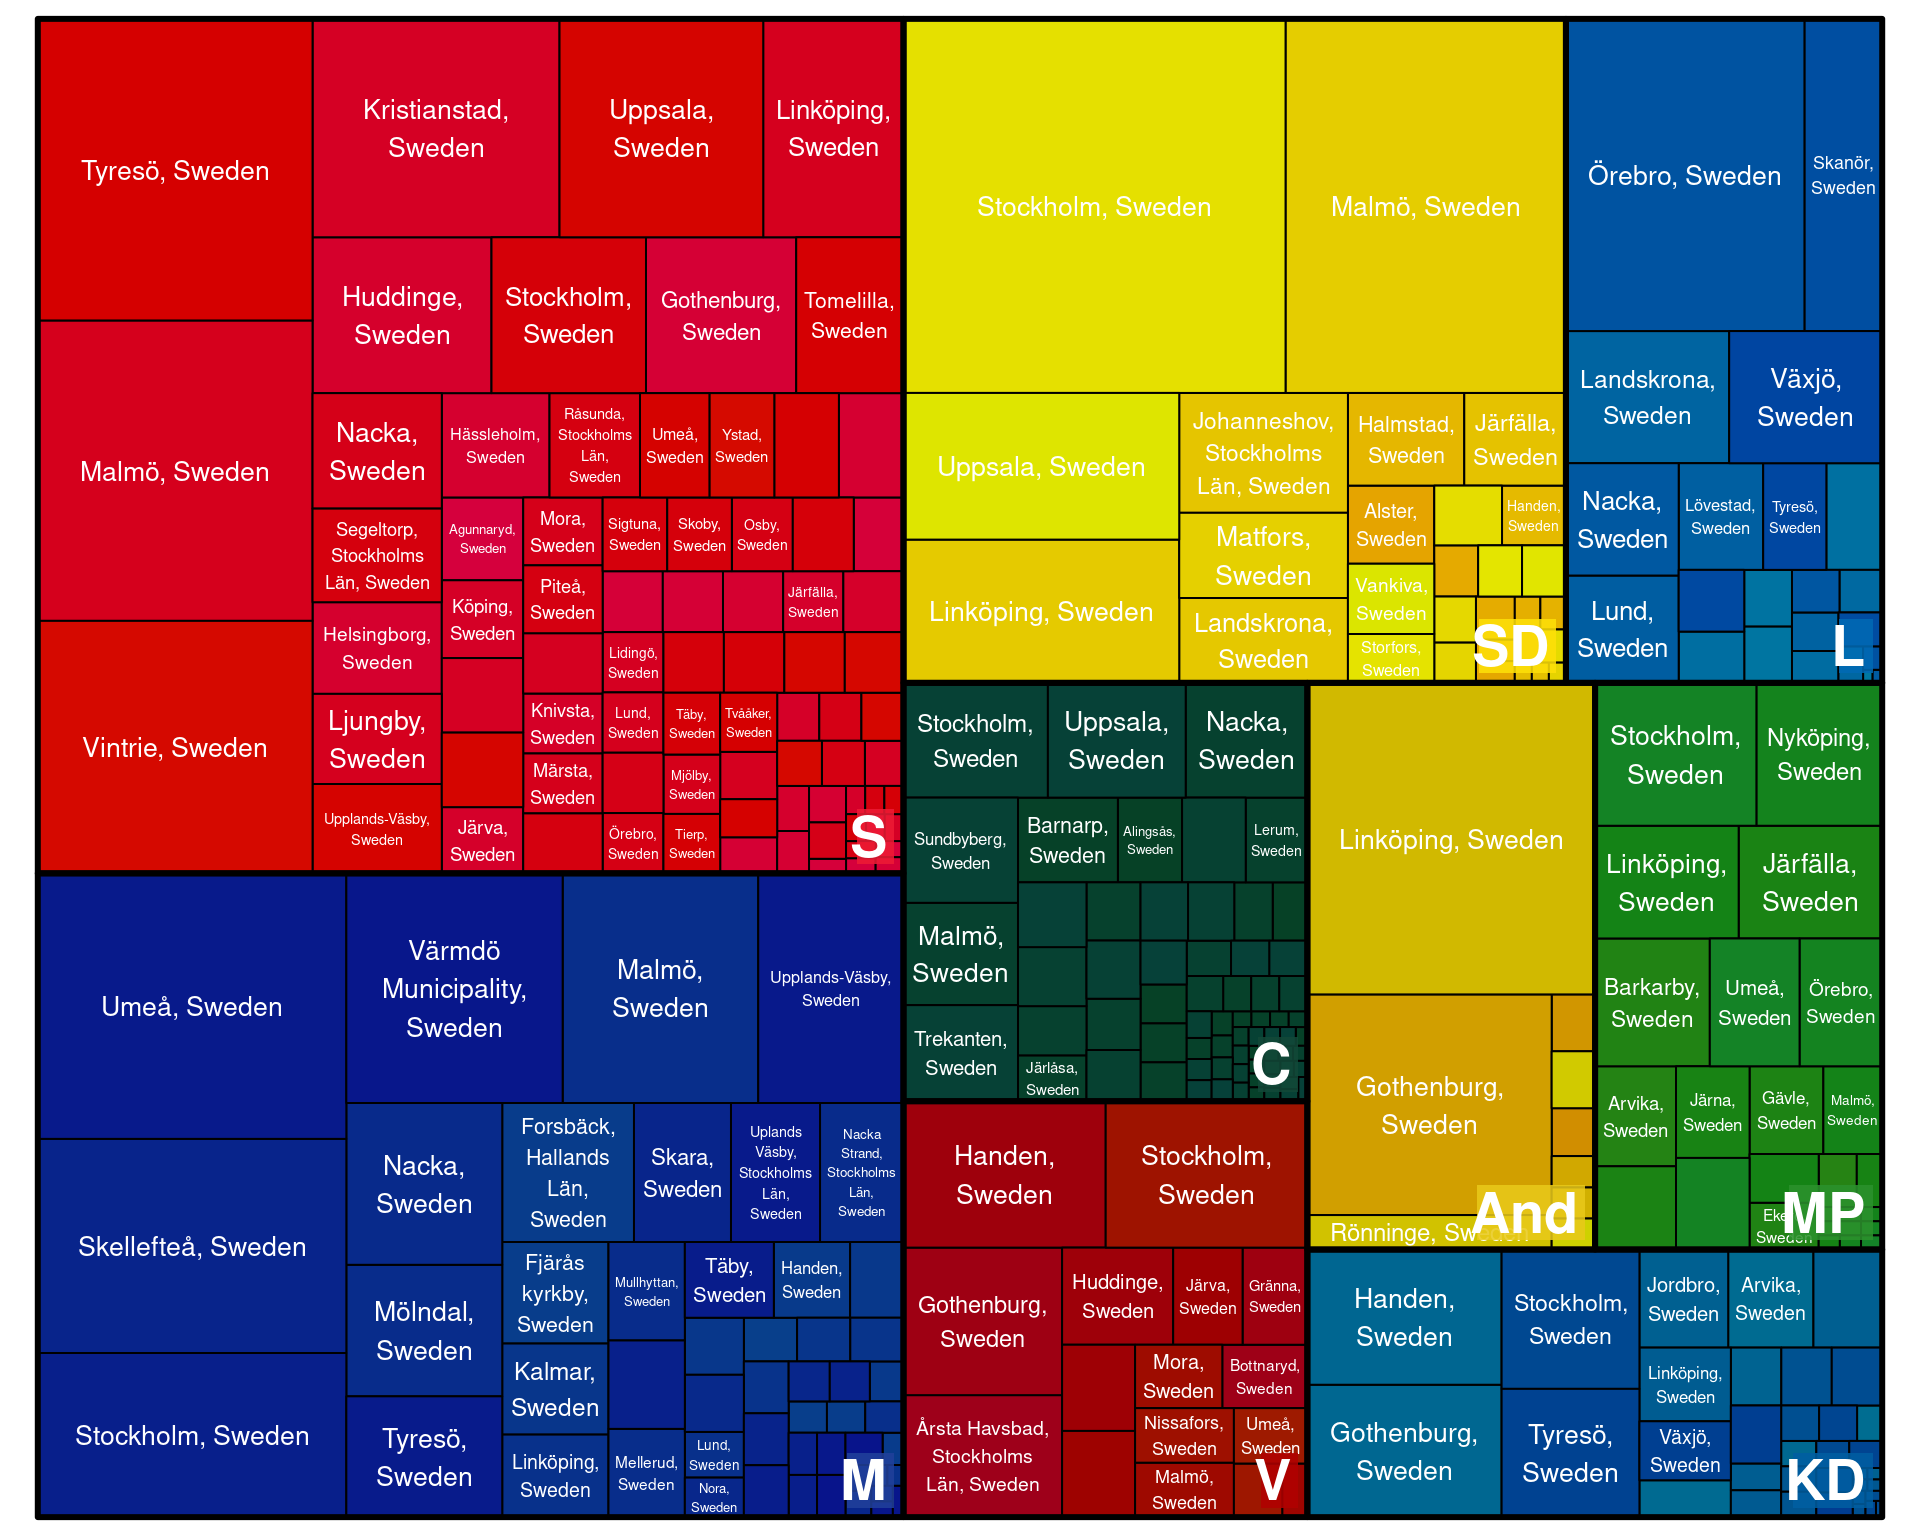 Tyresö, Sweden
Malmö, Sweden
Vintrie, Sweden
Kristianstad,
Sweden
Uppsala,
Sweden
Linköping,
Sweden
Huddinge,
Sweden
Stockholm,
Sweden
Gothenburg,
Sweden
Tomelilla,
Sweden
Nacka,
Sweden
Segeltorp,
Stockholms
Län, Sweden
Helsingborg,
Sweden
Ljungby,
Sweden
Upplands-Väsby,
Sweden
Hässleholm,
Sweden
Råsunda,
Stockholms
Län,
Sweden
Umeå,
Sweden
Ystad,
Sweden
Agunnaryd,
Sweden
Köping,
Sweden
Järva,
Sweden
Mora,
Sweden
Piteå,
Sweden
Knivsta,
Sweden
Märsta,
Sweden
Sigtuna,
Sweden
Skoby,
Sweden
Osby,
Sweden
Järfälla,
Sweden
Lidingö,
Sweden
Lund,
Sweden
Örebro,
Sweden
Täby,
Sweden
Mjölby,
Sweden
Tierp,
Sweden
Tvååker,
Sweden
S
Stockholm, Sweden
Malmö, Sweden
Uppsala, Sweden
Linköping, Sweden
Johanneshov,
Stockholms
Län, Sweden
Matfors,
Sweden
Landskrona,
Sweden
Halmstad,
Sweden
Järfälla,
Sweden
Alster,
Sweden
Handen,
Sweden
Vankiva,
Sweden
Storfors,
Sweden
SD
Örebro, Sweden
Skanör,
Sweden
Landskrona,
Sweden
Växjö,
Sweden
Nacka,
Sweden
Lund,
Sweden
Lövestad,
Sweden
Tyresö,
Sweden
L
Umeå, Sweden
Skellefteå, Sweden
Stockholm, Sweden
Värmdö
Municipality,
Sweden
Malmö,
Sweden
Upplands-Väsby,
Sweden
Nacka,
Sweden
Mölndal,
Sweden
Tyresö,
Sweden
Forsbäck,
Hallands
Län,
Sweden
Skara,
Sweden
Uplands
Väsby,
Stockholms
Län,
Sweden
Nacka
Strand,
Stockholms
Län,
Sweden
Fjärås
kyrkby,
Sweden
Kalmar,
Sweden
Linköping,
Sweden
Mullhyttan,
Sweden
Mellerud,
Sweden
Täby,
Sweden
Handen,
Sweden
Lund,
Sweden
Nora,
Sweden
M
Stockholm,
Sweden
Uppsala,
Sweden
Nacka,
Sweden
Sundbyberg,
Sweden
Malmö,
Sweden
Trekanten,
Sweden
Barnarp,
Sweden
Alingsås,
Sweden
Lerum,
Sweden
Järlåsa,
Sweden
C
Handen,
Sweden
Stockholm,
Sweden
Gothenburg,
Sweden
Årsta Havsbad,
Stockholms
Län, Sweden
Huddinge,
Sweden
Järva,
Sweden
Gränna,
Sweden
Mora,
Sweden
Bottnaryd,
Sweden
Nissafors,
Sweden
Umeå,
Sweden
Malmö,
Sweden
V
Linköping, Sweden
Gothenburg,
Sweden
Rönninge, Sweden
And
Stockholm,
Sweden
Nyköping,
Sweden
Linköping,
Sweden
Järfälla,
Sweden
Barkarby,
Sweden
Umeå,
Sweden
Örebro,
Sweden
Arvika,
Sweden
Järna,
Sweden
Gävle,
Sweden
Malmö,
Sweden
Sweden
MP
Handen,
Sweden
Gothenburg,
Sweden
Stockholm,
Sweden
Tyresö,
Sweden
Jordbro,
Sweden
Arvika,
Sweden
Linköping,
Sweden
Växjö,
Sweden
KD